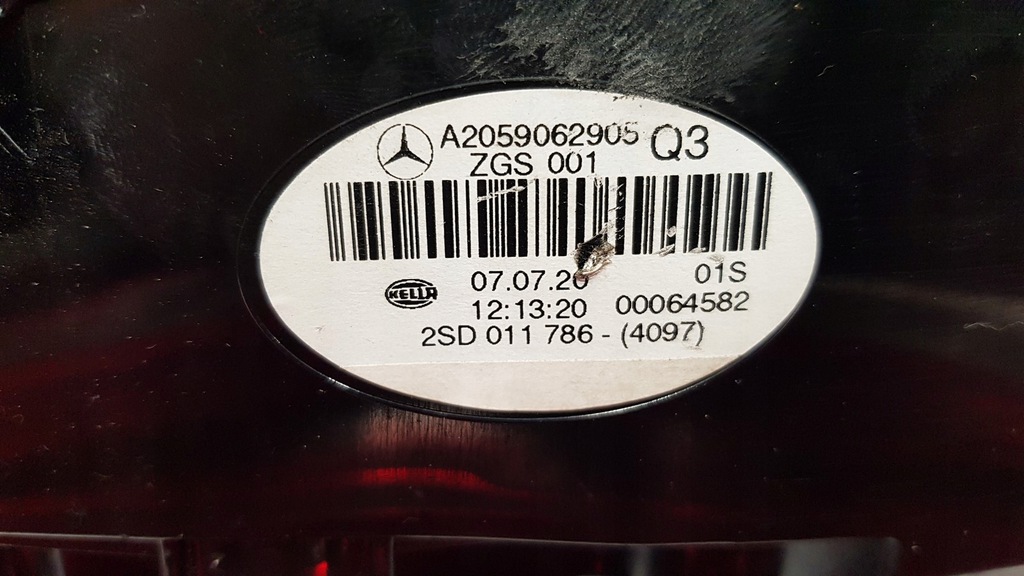 A2059062905 Q3
ZGS 001
07.07.20 01S
HELLA 12:13:20 00064582
2SD 011 786 - (4097)